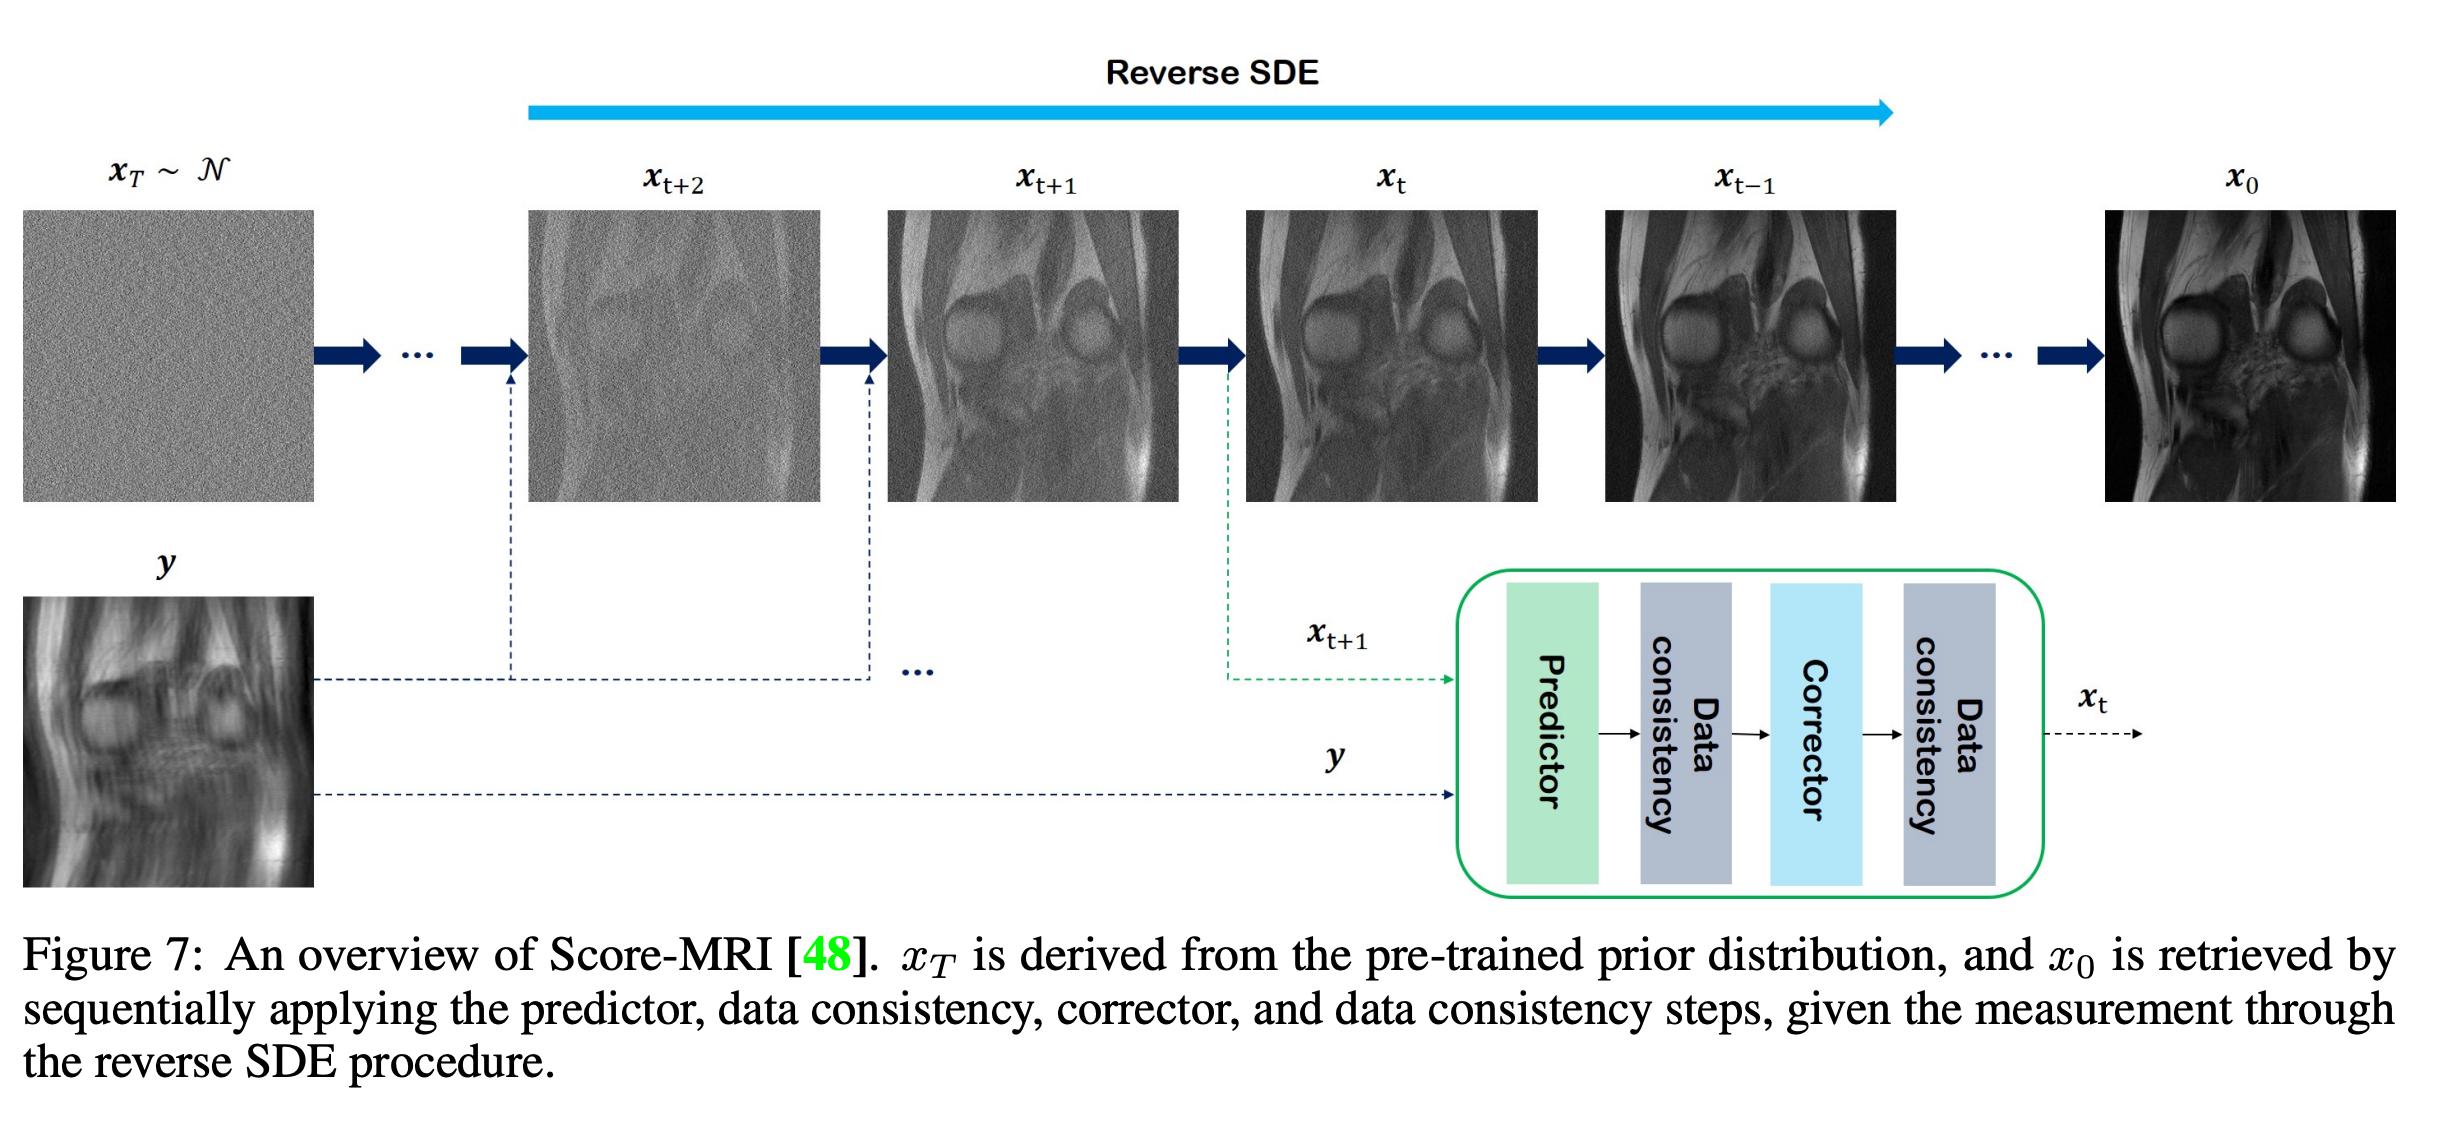 Reverse SDE
x_T ~ 𝒩
x_{t+2}
x_{t+1}
x_t
x_{t−1}
x_0
...
...
y
...
x_{t+1}
y
Predictor
Data
consistency
Corrector
Data
consistency
x_t
Figure 7: An overview of Score-MRI [48]. x_T is derived from the pre-trained prior distribution, and x_0 is retrieved by
sequentially applying the predictor, data consistency, corrector, and data consistency steps, given the measurement through
the reverse SDE procedure.